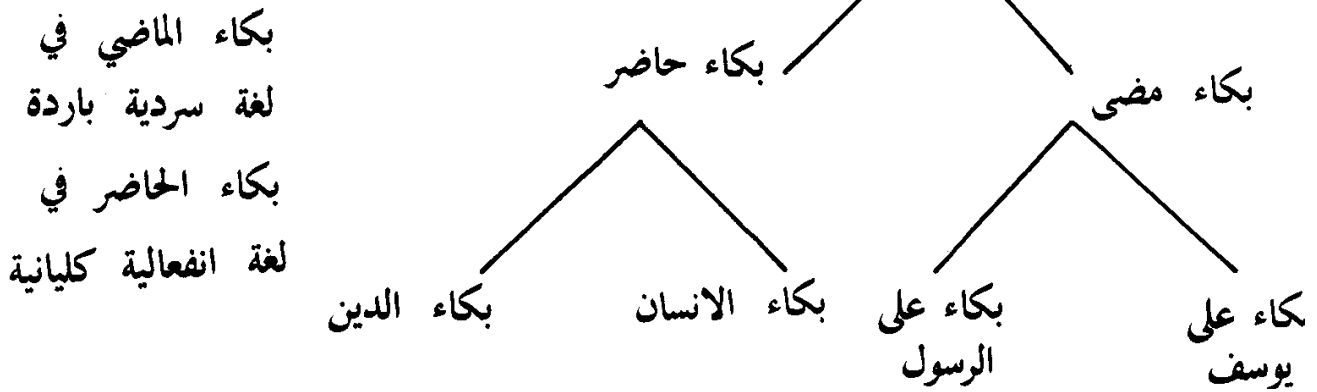 بكاء مضى
بكاء حاضر
بكاء على
يوسف
بكاء على
الرسول
بكاء الانسان
بكاء الدين
بكاء الماضي في
لغة سردية باردة
بكاء الحاضر في
لغة انفعالية كليانية